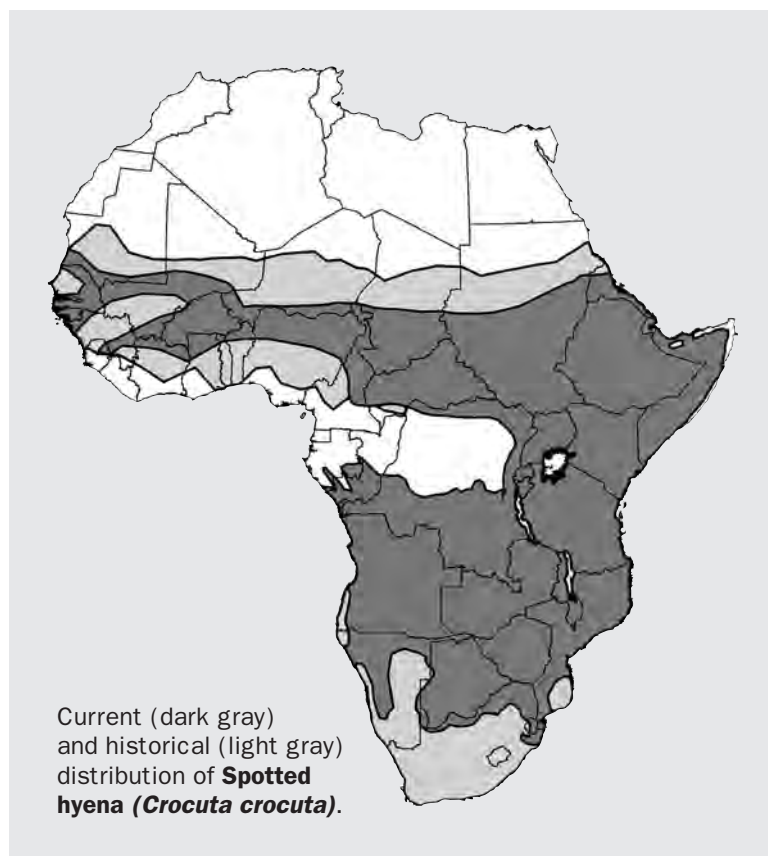 Current (dark gray)
and historical (light gray)
distribution of Spotted
hyena (Crocuta crocuta).